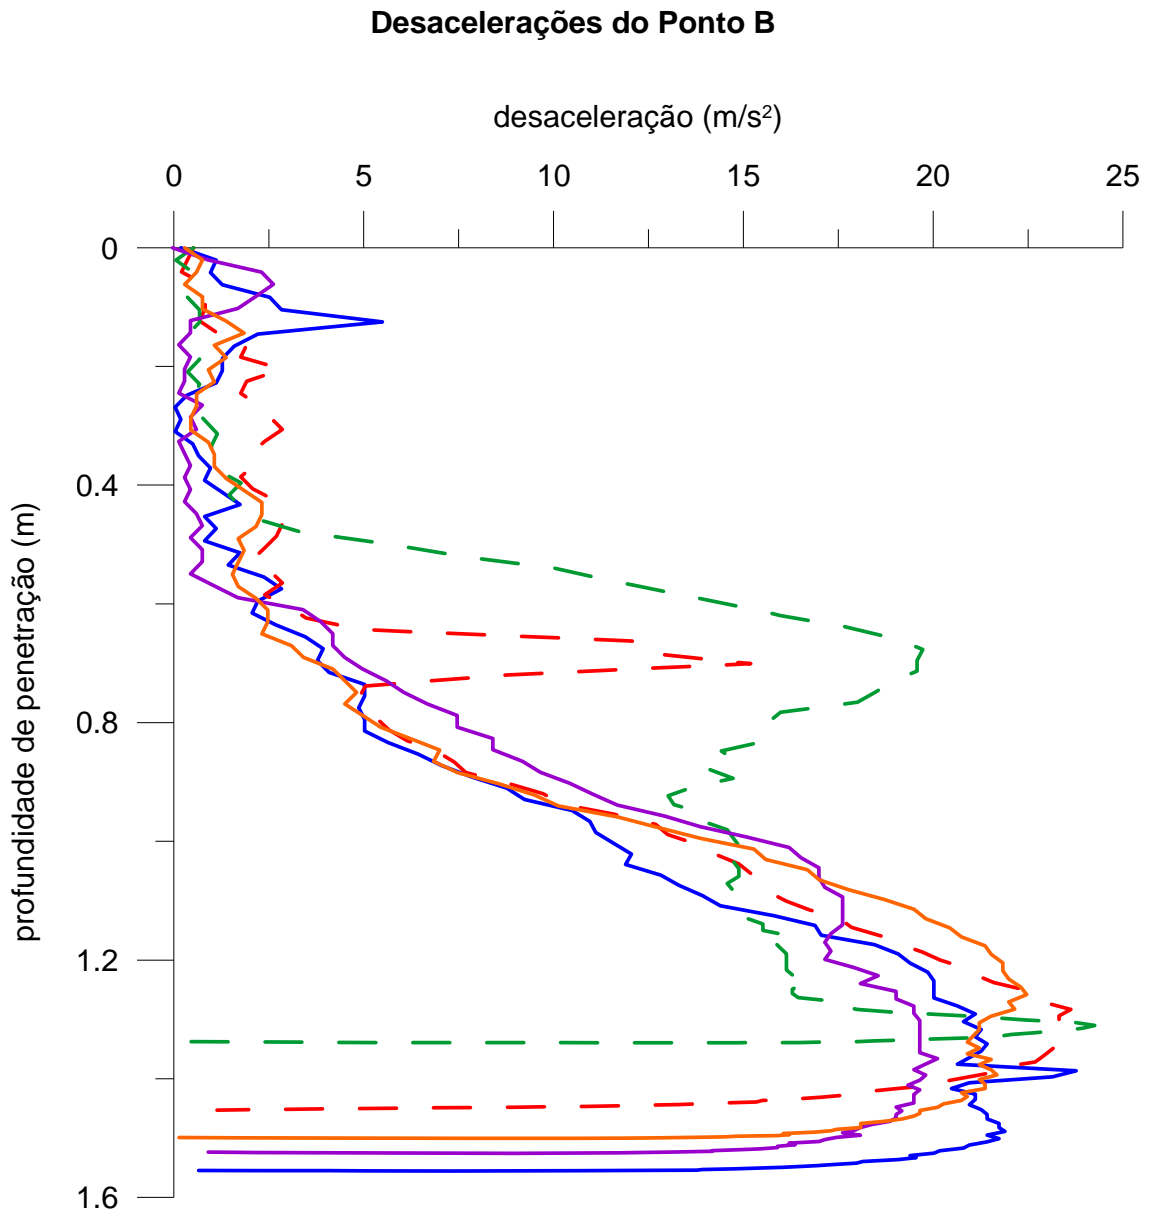 Desacelerações do Ponto B
desaceleração (m/s²)
0 5 10 15 20 25
0
0.4
0.8
1.2
1.6
profundidade de penetração (m)